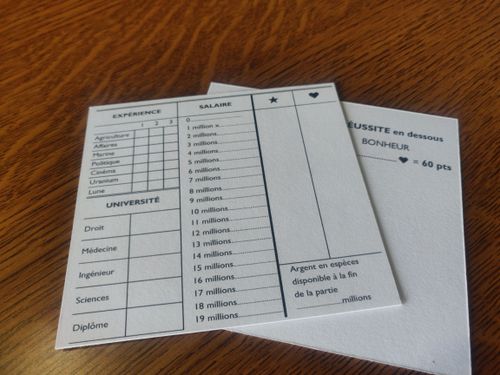 EXPÉRIENCE
1 2 3
Agriculture
Affaires
Marine
Politique
Cinéma
Uranium
Lune
UNIVERSITÉ
Droit
Médecine
Ingénieur
Sciences
Diplôme
SALAIRE
0
1 million x
2 millions
3 millions
4 millions
5 millions
6 millions
7 millions
8 millions
9 millions
10 millions
11 millions
12 millions
13 millions
14 millions
15 millions
16 millions
17 millions
18 millions
19 millions
★ ♥
Argent en espèces
disponible à la fin
de la partie
millions
ÉUSSITE en dessous
BONHEUR
♥ = 60 pts